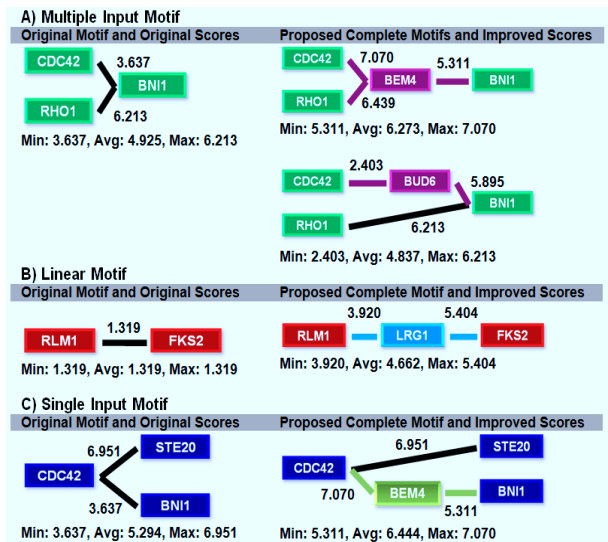 A) Multiple Input Motif
Original Motif and Original Scores
CDC42
3.637
BNI1
RHO1
6.213
Min: 3.637, Avg: 4.925, Max: 6.213
Proposed Complete Motifs and Improved Scores
CDC42
7.070
5.311
BEM4
BNI1
RHO1
6.439
Min: 5.311, Avg: 6.273, Max: 7.070
2.403
CDC42
BUD6
5.895
BNI1
RHO1
6.213
Min: 2.403, Avg: 4.837, Max: 6.213
B) Linear Motif
Original Motif and Original Scores
1.319
RLM1
FKS2
Min: 1.319, Avg: 1.319, Max: 1.319
Proposed Complete Motif and Improved Scores
3.920
5.404
RLM1
LRG1
FKS2
Min: 3.920, Avg: 4.662, Max: 5.404
C) Single Input Motif
Original Motif and Original Scores
6.951
STE20
CDC42
3.637
BNI1
Min: 3.637, Avg: 5.294, Max: 6.951
Proposed Complete Motif and Improved Scores
6.951
STE20
CDC42
7.070
BEM4
5.311
BNI1
Min: 5.311, Avg: 6.444, Max: 7.070